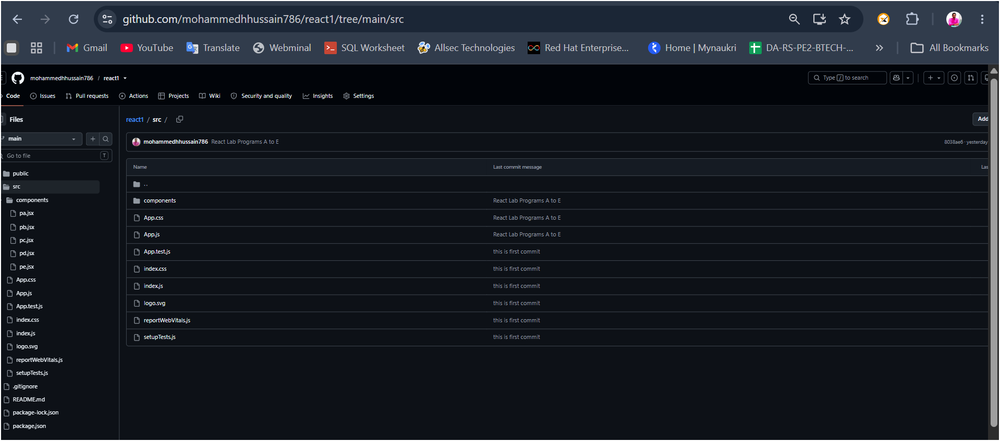 github.com/mohammedhhussain786/react1/tree/main/src
Gmail YouTube Translate Webminal SQL Worksheet Allsec Technologies Red Hat Enterprise... Home | Mynaukri DA-RS-PE2-BTECH-... » All Bookmarks
mohammedhhussain786 / react1 Type / to search
Code Issues Pull requests Actions Projects Wiki Security and quality Insights Settings
Files
main
Go to file T
public
src
components
pa.jsx
pb.jsx
pc.jsx
pd.jsx
pe.jsx
App.css
App.js
App.test.js
index.css
index.js
logo.svg
reportWebVitals.js
setupTests.js
.gitignore
README.md
package-lock.json
package.json
react1 / src / Add
mohammedhhussain786 React Lab Programs A to E 8038ae6 · yesterday
Name Last commit message Las
..
components React Lab Programs A to E
App.css React Lab Programs A to E
App.js React Lab Programs A to E
App.test.js this is first commit
index.css this is first commit
index.js this is first commit
logo.svg this is first commit
reportWebVitals.js this is first commit
setupTests.js this is first commit